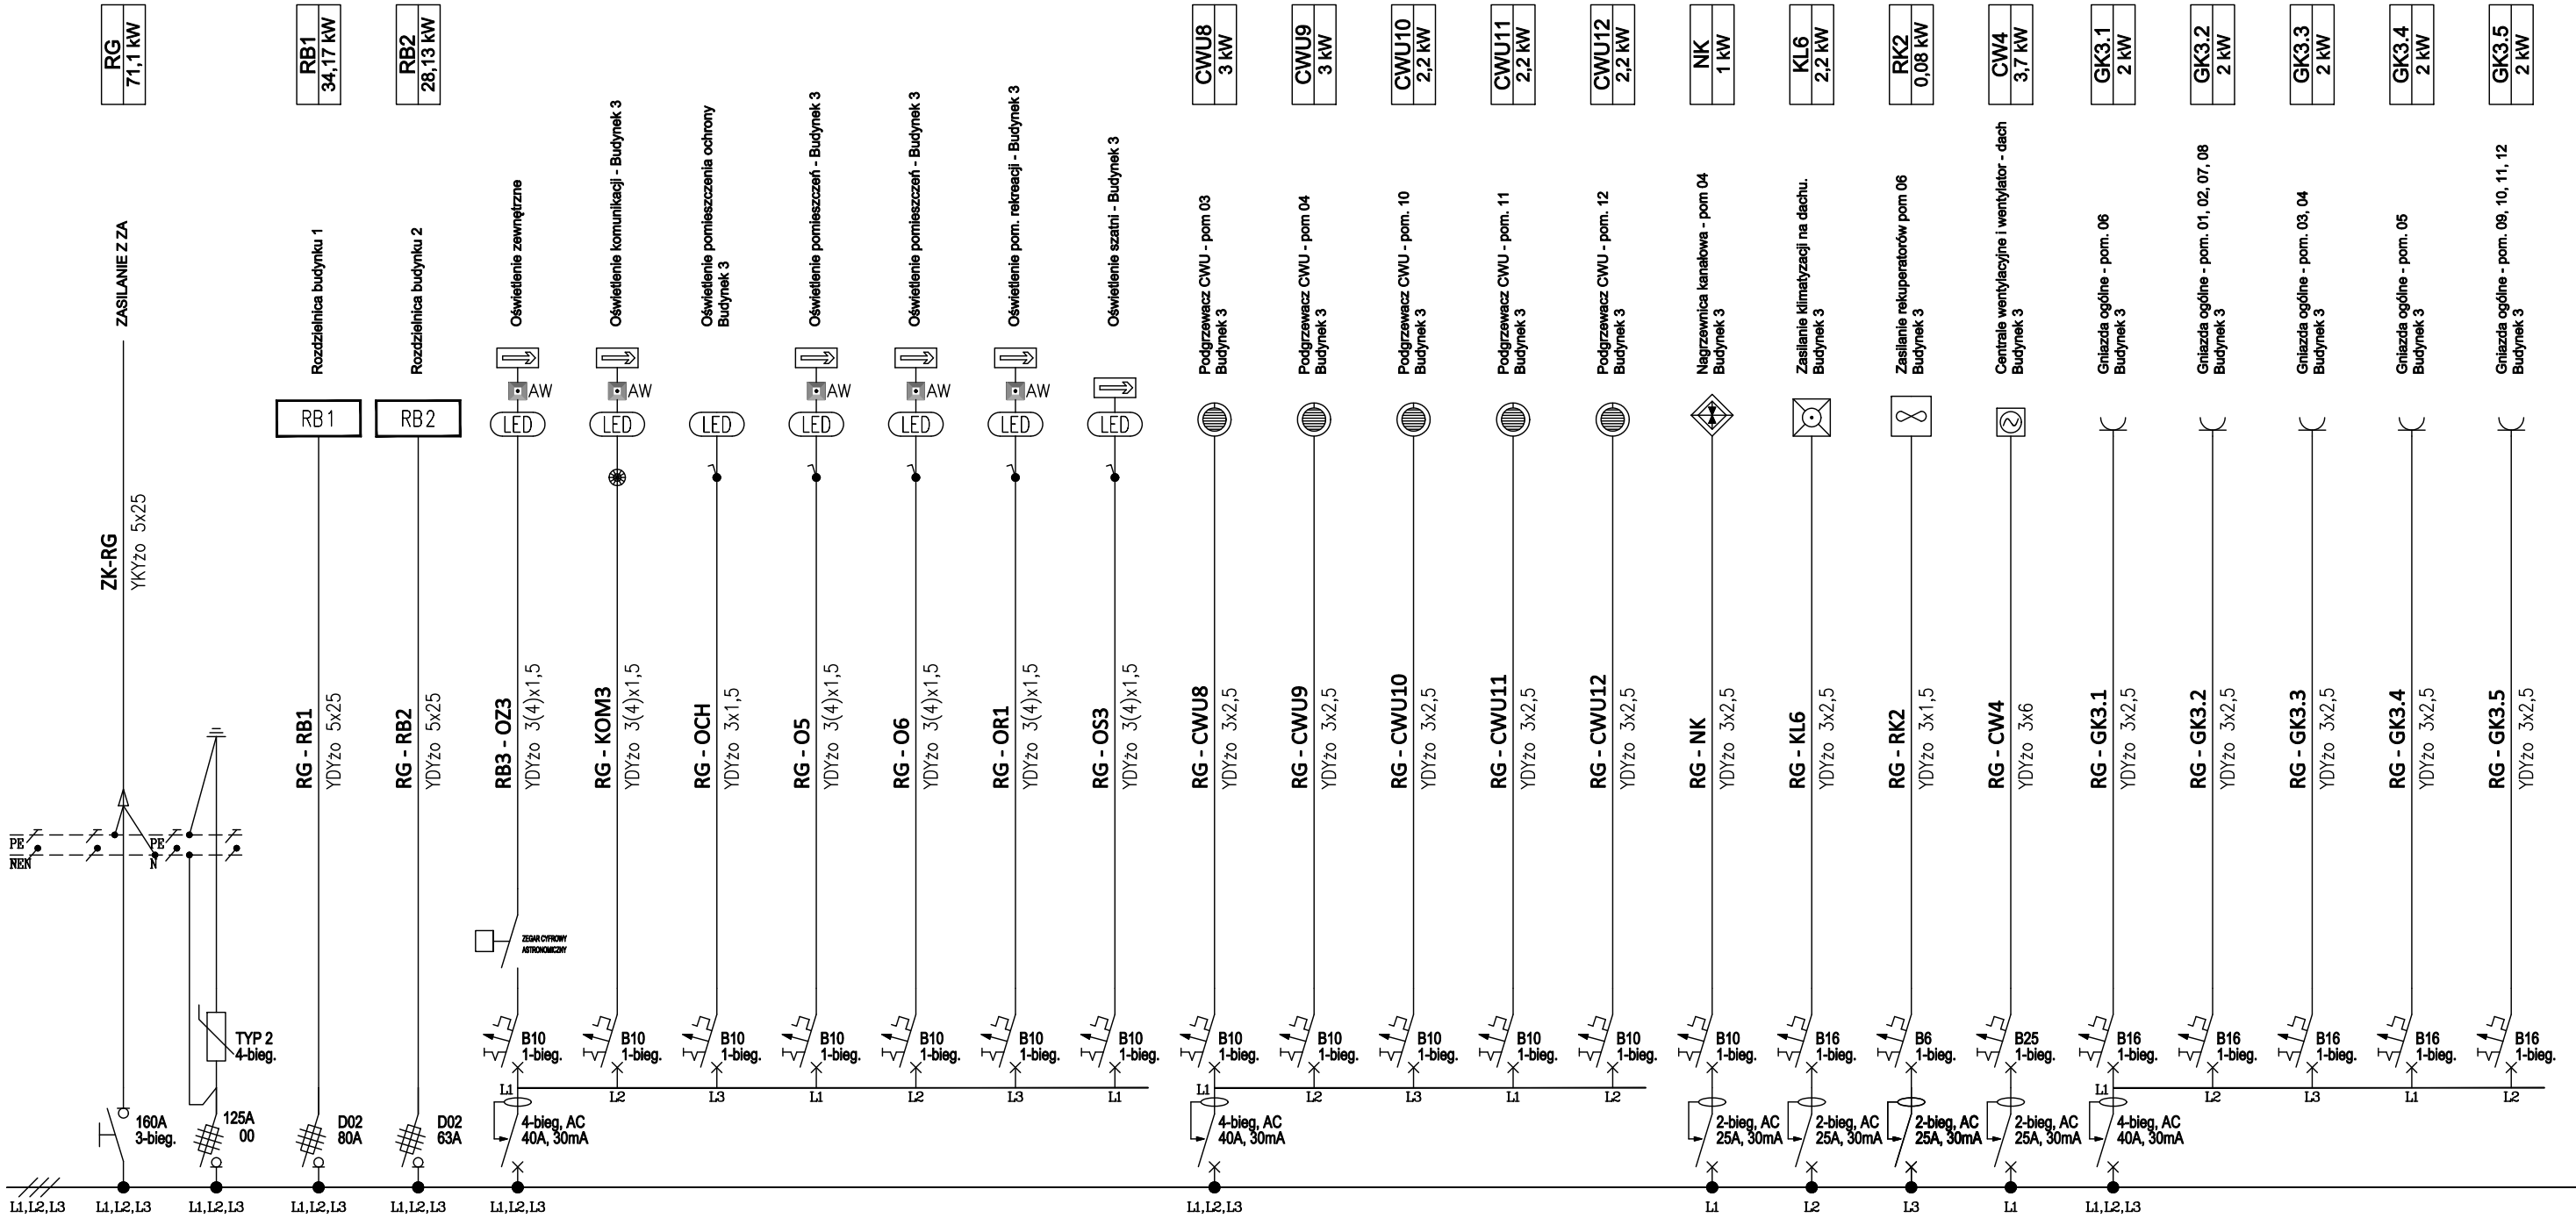 RG
71,1 kW
ZASILANIE Z ZA
ZK-RG
YKYżo 5x25
PE
PE
N
160A
3-bieg.
L1,L2,L3
L1,L2,L3
TYP 2
4-bieg.
125A
00
L1,L2,L3
RB1
34,17 kW
Rozdzielnica budynku 1
RB1
RG - RB1
YDYżo 5x25
D02
80A
L1,L2,L3
RB2
28,13 kW
Rozdzielnica budynku 2
RB2
RG - RB2
YDYżo 5x25
D02
63A
L1,L2,L3
Oświetlenie zewnętrzne
AW
LED
RB3 - OZ3
YDYżo 3(4)x1,5
ZEGAR CYFROWY
ASTRONOMICZNY
B10
1-bieg.
L1
4-bieg, AC
40A, 30mA
L1,L2,L3
Oświetlenie komunikacji - Budynek 3
AW
LED
RG - KOM3
YDYżo 3(4)x1,5
B10
1-bieg.
L2
Oświetlenie pomieszczenia ochrony
Budynek 3
LED
RG - OCH
YDYżo 3x1,5
B10
1-bieg.
L3
Oświetlenie pomieszczeń - Budynek 3
AW
LED
RG - O5
YDYżo 3(4)x1,5
B10
1-bieg.
L1
Oświetlenie pomieszczeń - Budynek 3
AW
LED
RG - O6
YDYżo 3(4)x1,5
B10
1-bieg.
L2
Oświetlenie pom. rekreacji - Budynek 3
AW
LED
RG - OR1
YDYżo 3(4)x1,5
B10
1-bieg.
L3
Oświetlenie szatni - Budynek 3
LED
RG - OS3
YDYżo 3(4)x1,5
B10
1-bieg.
L1
CWU8
3 kW
Podgrzewacz CWU - pom 03
Budynek 3
RG - CWU8
YDYżo 3x2,5
B10
1-bieg.
L1
4-bieg, AC
40A, 30mA
L1,L2,L3
CWU9
3 kW
Podgrzewacz CWU - pom 04
Budynek 3
RG - CWU9
YDYżo 3x2,5
B10
1-bieg.
L2
CWU10
2,2 kW
Podgrzewacz CWU - pom. 10
Budynek 3
RG - CWU10
YDYżo 3x2,5
B10
1-bieg.
L3
CWU11
2,2 kW
Podgrzewacz CWU - pom. 11
Budynek 3
RG - CWU11
YDYżo 3x2,5
B10
1-bieg.
L1
CWU12
2,2 kW
Podgrzewacz CWU - pom. 12
Budynek 3
RG - CWU12
YDYżo 3x2,5
B10
1-bieg.
L2
NK
1 kW
Nagrzewnica kanałowa - pom 04
Budynek 3
RG - NK
YDYżo 3x2,5
B10
1-bieg.
2-bieg, AC
25A, 30mA
L1
KL6
2,2 kW
Zasilanie klimatyzacji na dachu.
Budynek 3
RG - KL6
YDYżo 3x2,5
B16
1-bieg.
2-bieg, AC
25A, 30mA
L2
RK2
0,08 kW
Zasilanie rekuperatorów pom 06
Budynek 3
RG - RK2
YDYżo 3x1,5
B6
1-bieg.
2-bieg, AC
25A, 30mA
L3
CW4
3,7 kW
Centrale wentylacyjne i wentylator - dach
Budynek 3
RG - CW4
YDYżo 3x6
B25
1-bieg.
2-bieg, AC
25A, 30mA
L1
GK3.1
2 kW
Gniazda ogólne - pom. 06
Budynek 3
RG - GK3.1
YDYżo 3x2,5
B16
1-bieg.
L1
4-bieg, AC
40A, 30mA
L1,L2,L3
GK3.2
2 kW
Gniazda ogólne - pom. 01, 02, 07, 08
Budynek 3
RG - GK3.2
YDYżo 3x2,5
B16
1-bieg.
L2
GK3.3
2 kW
Gniazda ogólne - pom. 03, 04
Budynek 3
RG - GK3.3
YDYżo 3x2,5
B16
1-bieg.
L3
GK3.4
2 kW
Gniazda ogólne - pom. 05
Budynek 3
RG - GK3.4
YDYżo 3x2,5
B16
1-bieg.
L1
GK3.5
2 kW
Gniazda ogólne - pom. 09, 10, 11, 12
Budynek 3
RG - GK3.5
YDYżo 3x2,5
B16
1-bieg.
L2